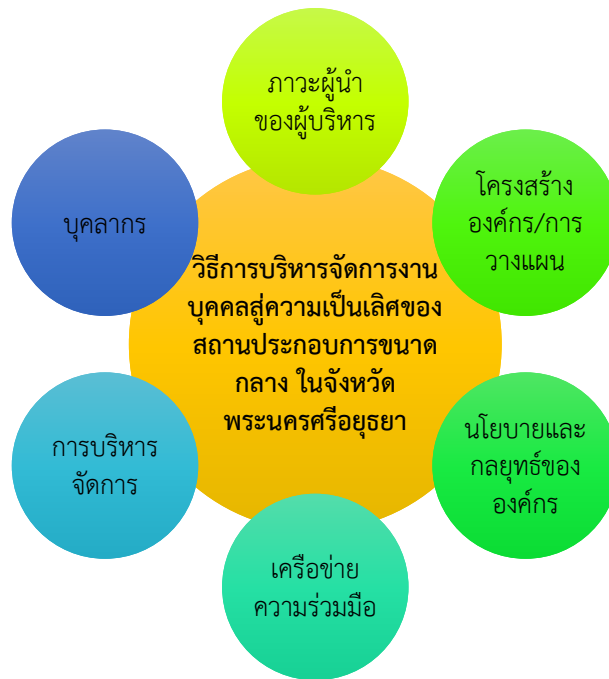 ภาวะผู้นำ
ของผู้บริหาร
โครงสร้าง
องค์กร/การ
วางแผน
บุคลากร
วิธีการบริหารจัดการงาน
บุคคลสู่ความเป็นเลิศของ
สถานประกอบการขนาด
กลาง ในจังหวัด
พระนครศรีอยุธยา
นโยบายและ
กลยุทธ์ของ
องค์กร
การบริหาร
จัดการ
เครือข่าย
ความร่วมมือ